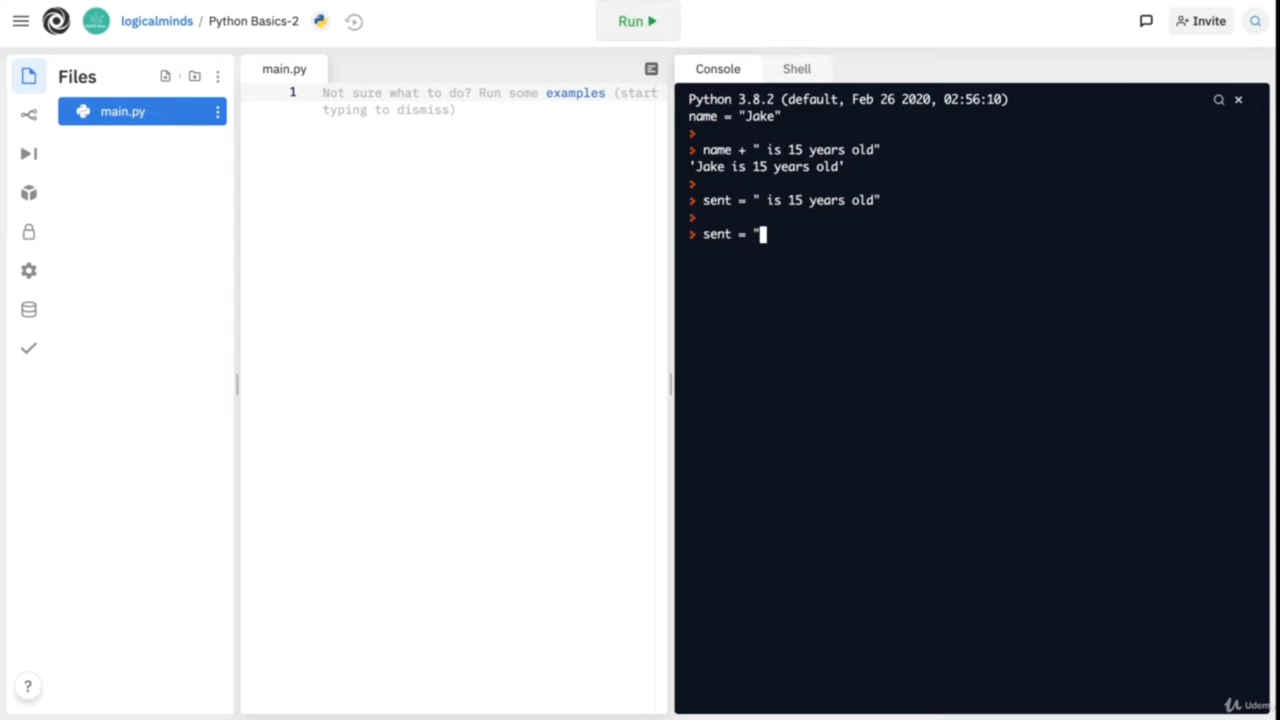 logicalminds / Python Basics-2
Run
Invite
Files
main.py
main.py
1 Not sure what to do? Run some examples (start
typing to dismiss)
Console Shell
Python 3.8.2 (default, Feb 26 2020, 02:56:10)
name = "Jake"
>
> name + " is 15 years old"
'Jake is 15 years old'
>
> sent = " is 15 years old"
>
> sent = "
?
Udemy